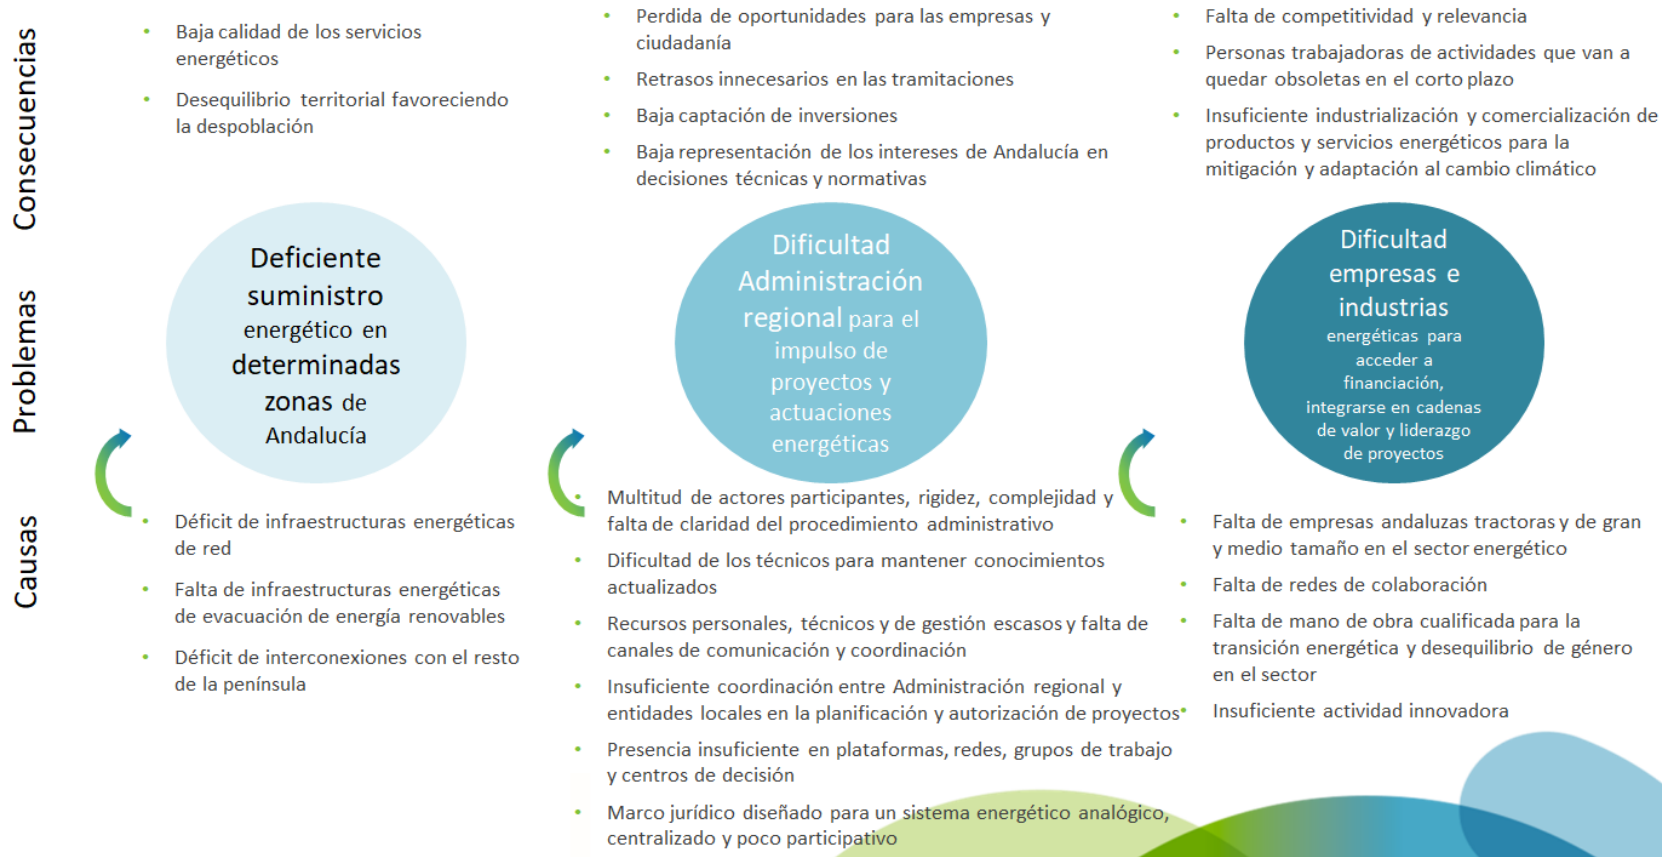 Consecuencias
• Baja calidad de los servicios
energéticos
• Desequilibrio territorial favoreciendo
la despoblación
• Perdida de oportunidades para las empresas y
ciudadanía
• Retrasos innecesarios en las tramitaciones
• Baja captación de inversiones
• Baja representación de los intereses de Andalucía en
decisiones técnicas y normativas
• Falta de competitividad y relevancia
• Personas trabajadoras de actividades que van a
quedar obsoletas en el corto plazo
• Insuficiente industrialización y comercialización de
productos y servicios energéticos para la
mitigación y adaptación al cambio climático
Problemas
Deficiente
suministro
energético en
determinadas
zonas de
Andalucía
Dificultad
Administración
regional para el
impulso de
proyectos y
actuaciones
energéticas
Dificultad
empresas e
industrias
energéticas para
acceder a
financiación,
integrarse en cadenas
de valor y liderazgo
de proyectos
Causas
• Déficit de infraestructuras energéticas
de red
• Falta de infraestructuras energéticas
de evacuación de energía renovables
• Déficit de interconexiones con el resto
de la península
• Multitud de actores participantes, rigidez, complejidad y
falta de claridad del procedimiento administrativo
• Dificultad de los técnicos para mantener conocimientos
actualizados
• Recursos personales, técnicos y de gestión escasos y falta de
canales de comunicación y coordinación
• Insuficiente coordinación entre Administración regional y
entidades locales en la planificación y autorización de proyectos
• Presencia insuficiente en plataformas, redes, grupos de trabajo
y centros de decisión
• Marco jurídico diseñado para un sistema energético analógico,
centralizado y poco participativo
• Falta de empresas andaluzas tractoras y de gran
y medio tamaño en el sector energético
• Falta de redes de colaboración
• Falta de mano de obra cualificada para la
transición energética y desequilibrio de género
en el sector
• Insuficiente actividad innovadora